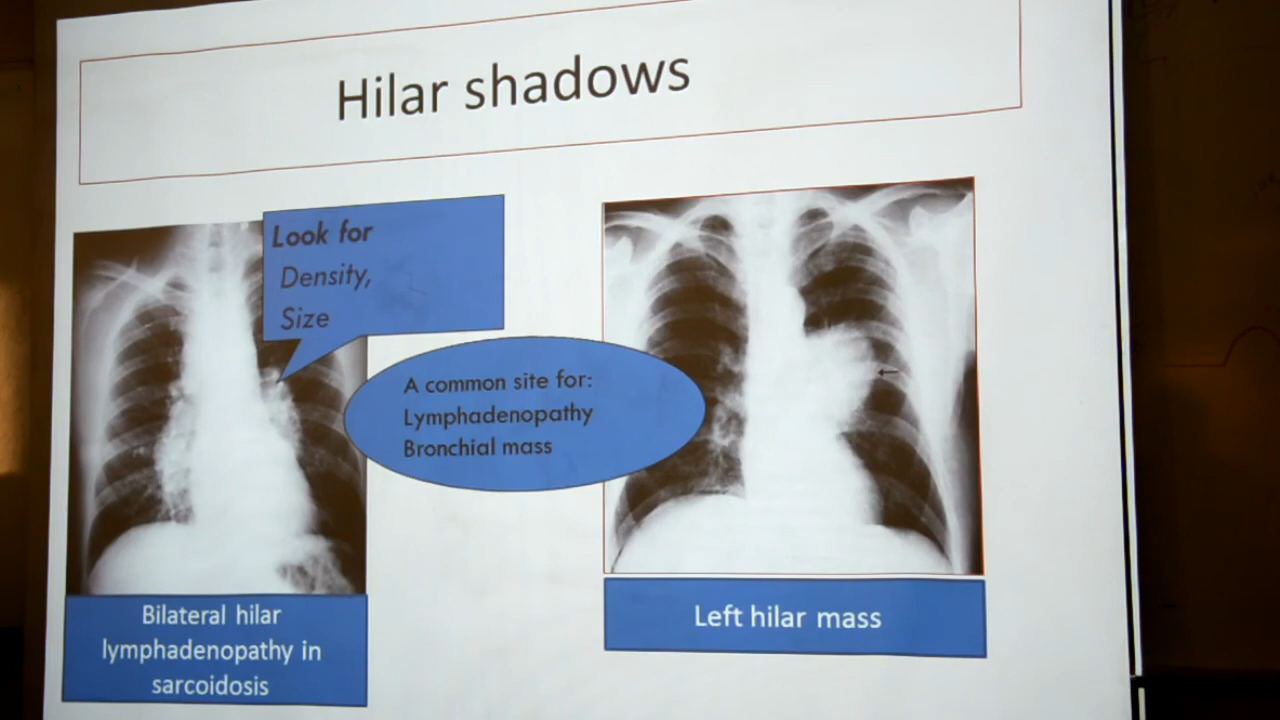 Hilar shadows
Look for
Density,
Size
A common site for:
Lymphadenopathy
Bronchial mass
Bilateral hilar
lymphadenopathy in
sarcoidosis
Left hilar mass